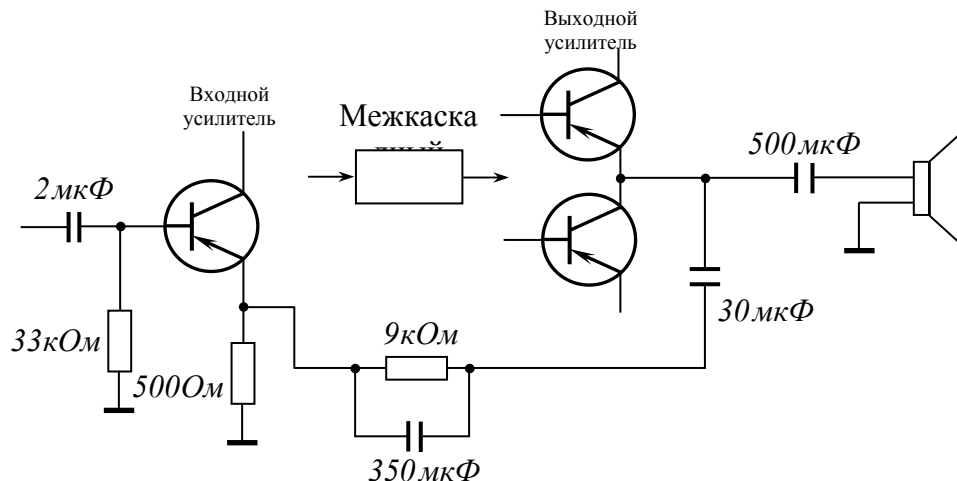 Выходной
усилитель
Входной
усилитель
Межкаска
500мкФ
2мкФ
33кОм
500Ом
9кОм
30мкФ
350мкФ